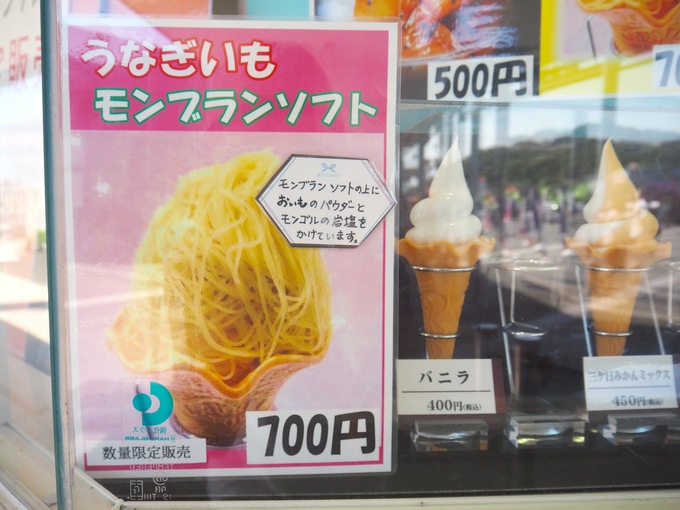 うなぎいも
モンブランソフト
モンブランソフトの上に
おいものパウダーと
モンゴルの岩塩を
かけています。
700円
数量限定販売
500円
バニラ
400円(税込)
三ケ日みかんミックス
450円(税込)